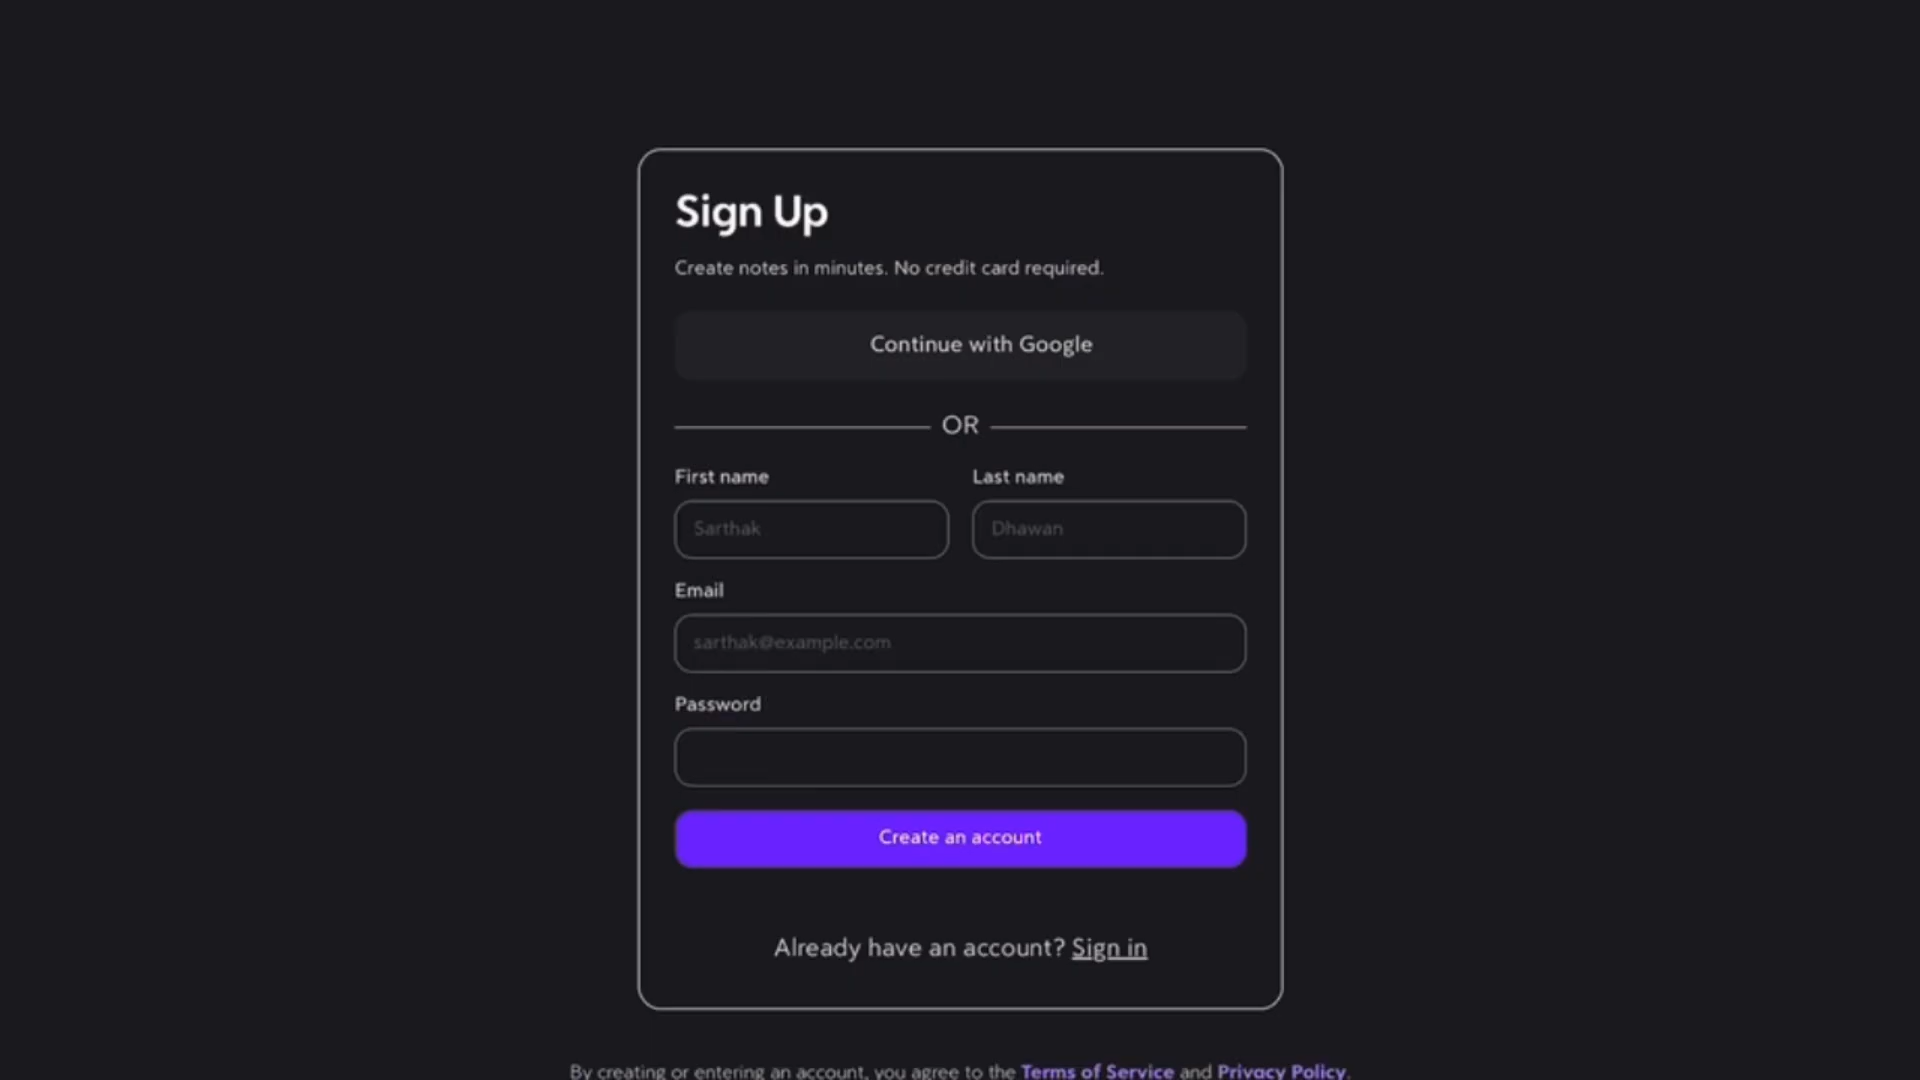 Sign Up
Create notes in minutes. No credit card required.
Continue with Google
OR
First name Last name
Sarthak Dhawan
Email
sarthak@example.com
Password
Create an account
Already have an account? Sign in
By creating or entering an account, you agree to the Terms of Service and Privacy Policy.